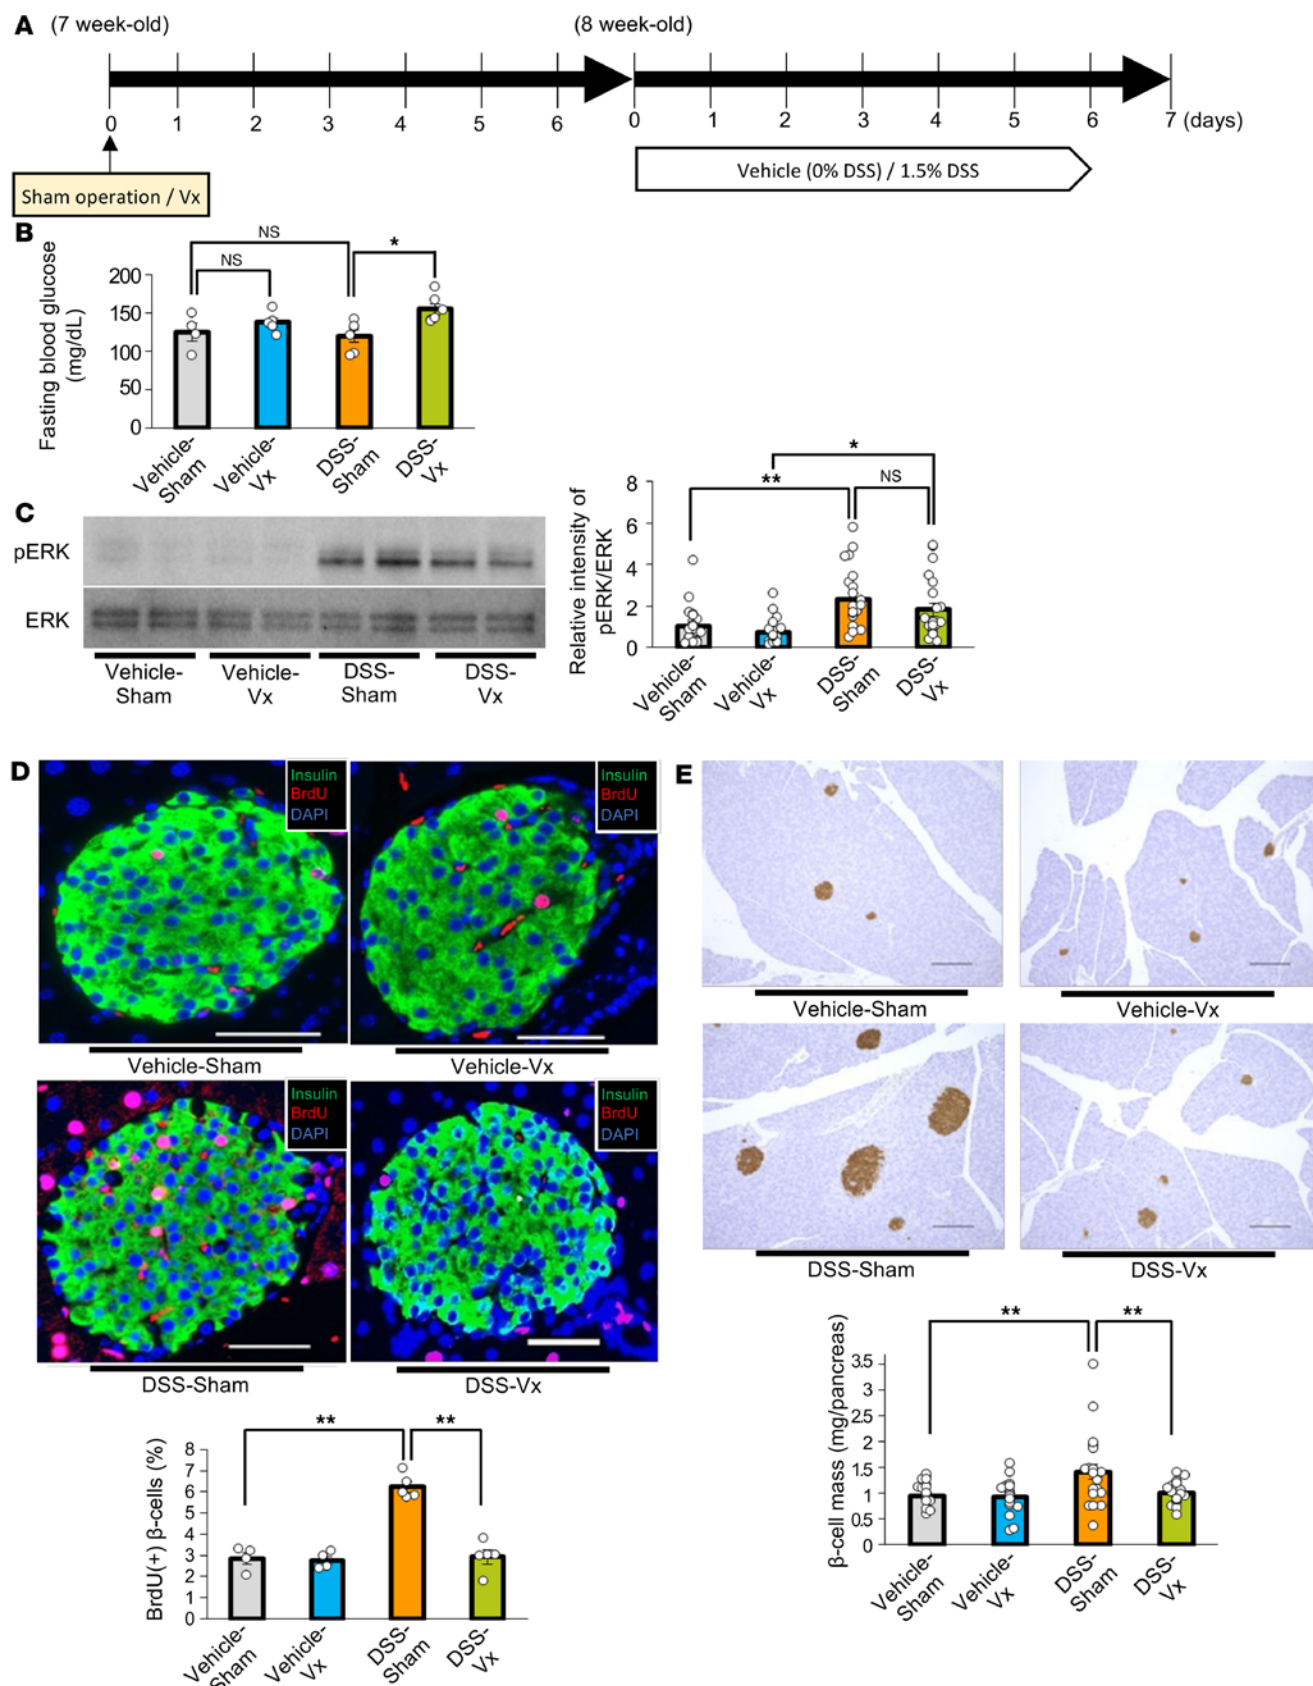 A (7 week-old) (8 week-old)
0 1 2 3 4 5 6 0 1 2 3 4 5 6 7 (days)
Sham operation / Vx
Vehicle (0% DSS) / 1.5% DSS
B
Fasting blood glucose
(mg/dL)
NS
NS
*
200
150
100
50
0
Vehicle-
Sham
Vehicle-
Vx
DSS-
Sham
DSS-
Vx
C
pERK
ERK
Vehicle-
Sham
Vehicle-
Vx
DSS-
Sham
DSS-
Vx
Relative intensity of
pERK/ERK
*
**
NS
8
6
4
2
0
Vehicle-
Sham
Vehicle-
Vx
DSS-
Sham
DSS-
Vx
D
Insulin
BrdU
DAPI
Vehicle-Sham
Insulin
BrdU
DAPI
Vehicle-Vx
Insulin
BrdU
DAPI
DSS-Sham
Insulin
BrdU
DAPI
DSS-Vx
BrdU(+) β-cells (%)
**
**
8
7
6
5
4
3
2
1
0
Vehicle-
Sham
Vehicle-
Vx
DSS-
Sham
DSS-
Vx
E
Vehicle-Sham
Vehicle-Vx
DSS-Sham
DSS-Vx
β-cell mass (mg/pancreas)
**
**
3.5
3
2.5
2
1.5
1
0.5
0
Vehicle-
Sham
Vehicle-
Vx
DSS-
Sham
DSS-
Vx